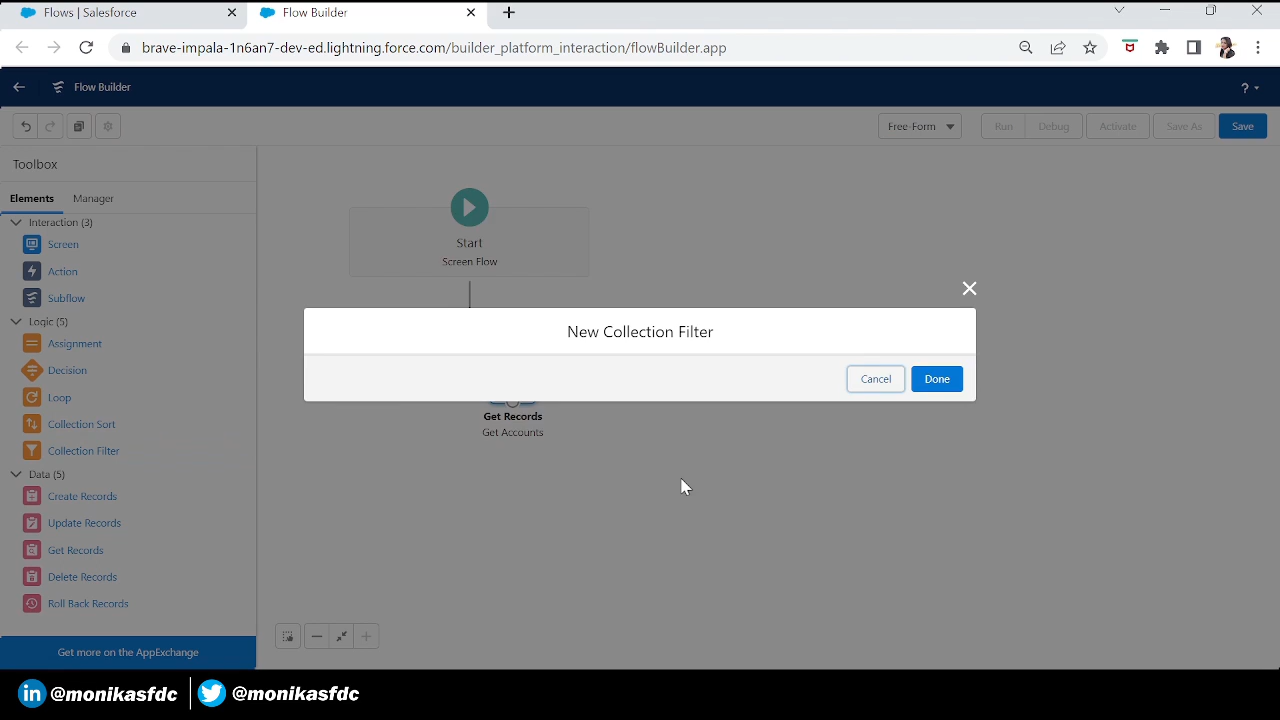 Flows | Salesforce
Flow Builder
brave-impala-1n6an7-dev-ed.lightning.force.com/builder_platform_interaction/flowBuilder.app
Flow Builder
?
Free-Form
Run
Debug
Activate
Save As
Save
Toolbox
Elements
Manager
Interaction (3)
Screen
Action
Subflow
Logic (5)
Assignment
Decision
Loop
Collection Sort
Collection Filter
Data (5)
Create Records
Update Records
Get Records
Delete Records
Roll Back Records
Get more on the AppExchange
Start
Screen Flow
New Collection Filter
Cancel
Done
Get Records
Get Accounts
in @monikasfdc
@monikasfdc